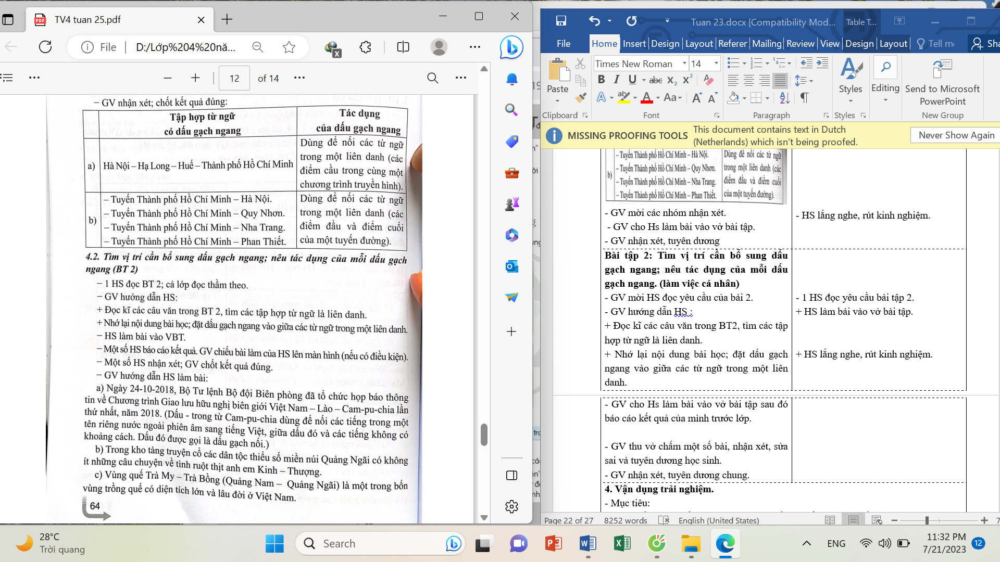 TV4 tuan 25.pdf
File
D:/Lớp%204%20nă...
12
of 14
– GV nhận xét; chốt kết quả đúng:
Tập hợp từ ngữ
có dấu gạch ngang
Tác dụng
của dấu gạch ngang
a)
Hà Nội – Hạ Long – Huế – Thành phố Hồ Chí Minh
Dùng để nối các từ ngữ
trong một liên danh (các
điểm cầu trong cùng một
chương trình truyền hình).
b)
– Tuyến Thành phố Hồ Chí Minh – Hà Nội.
– Tuyến Thành phố Hồ Chí Minh – Quy Nhơn.
– Tuyến Thành phố Hồ Chí Minh – Nha Trang.
– Tuyến Thành phố Hồ Chí Minh – Phan Thiết.
Dùng để nối các từ ngữ
trong một liên danh (các
điểm đầu và điểm cuối
của một tuyến đường).
4.2. Tìm vị trí cần bổ sung dấu gạch ngang; nêu tác dụng của mỗi dấu gạch
ngang (BT 2)
– 1 HS đọc BT 2; cả lớp đọc thầm theo.
– GV hướng dẫn HS:
+ Đọc kĩ các câu văn trong BT 2, tìm các tập hợp từ ngữ là liên danh.
+ Nhớ lại nội dung bài học; đặt dấu gạch ngang vào giữa các từ ngữ trong một liên danh.
– HS làm bài vào VBT.
– Một số HS báo cáo kết quả. GV chiếu bài làm của HS lên màn hình (nếu có điều kiện).
– Một số HS nhận xét; GV chốt kết quả đúng.
– GV hướng dẫn HS làm bài:
a) Ngày 24-10-2018, Bộ Tư lệnh Bộ đội Biên phòng đã tổ chức họp báo thông
tin về Chương trình Giao lưu hữu nghị biên giới Việt Nam – Lào – Cam-pu-chia lần
thứ nhất, năm 2018. (Dấu - trong từ Cam-pu-chia dùng để nối các tiếng trong một
tên riêng nước ngoài phiên âm sang tiếng Việt, giữa dấu đó và các tiếng không có
khoảng cách. Dấu đó được gọi là dấu gạch nối.)
b) Trong kho tàng truyện cổ các dân tộc thiểu số miền núi Quảng Ngãi có không
ít những câu chuyện về tình ruột thịt anh em Kinh – Thượng.
c) Vùng quế Trà My – Trà Bồng (Quảng Nam – Quảng Ngãi) là một trong bốn
vùng trồng quế có diện tích lớn và lâu đời ở Việt Nam.
64
Tuan 23.docx [Compatibility Mod...
Table T...
File Home Insert Design Layout Referer Mailing Review View Design Layout Tell me Sha
Times New Roman
14
Paste
Styles
Editing
Send to Microsoft
PowerPoint
Clipboard
Font
Paragraph
Styles
New Group
MISSING PROOFING TOOLS
This document contains text in Dutch
(Netherlands) which isn't being proofed.
Never Show Again
b)
– Tuyến Thành phố Hồ Chí Minh – Hà Nội.
– Tuyến Thành phố Hồ Chí Minh – Quy Nhơn.
– Tuyến Thành phố Hồ Chí Minh – Nha Trang.
– Tuyến Thành phố Hồ Chí Minh – Phan Thiết.
Dùng để nối các từ ngữ
trong một liên danh (các
điểm đầu và điểm cuối
của một tuyến đường).
- GV mời các nhóm nhận xét.
- GV cho Hs làm bài vào vở bài tập.
- GV nhận xét, tuyên dương
- HS lắng nghe, rút kinh nghiệm.
Bài tập 2: Tìm vị trí cần bổ sung dấu
gạch ngang; nêu tác dụng của mỗi dấu
gạch ngang. (làm việc cá nhân)
- GV mời HS đọc yêu cầu của bài 2.
- GV hướng dẫn HS :
+ Đọc kĩ các câu văn trong BT2, tìm các tập
hợp từ ngữ là liên danh.
+ Nhớ lại nội dung bài học; đặt dấu gạch
ngang vào giữa các từ ngữ trong một liên
danh.
- 1 HS đọc yêu cầu bài tập 2.
+ HS làm bài vào vở bài tập.
+ HS lắng nghe, rút kinh nghiệm.
- GV cho Hs làm bài vào vở bài tập sau đó
báo cáo kết quả của mình trước lớp.
- GV thu vở chấm một số bài, nhận xét, sửa
sai và tuyên dương học sinh.
- GV nhận xét, tuyên dương chung.
4. Vận dụng trải nghiệm.
- Mục tiêu:
Page 22 of 27
8252 words
English (United States)
28°C
Trời quang
Search
ENG
11:32 PM
7/21/2023
12